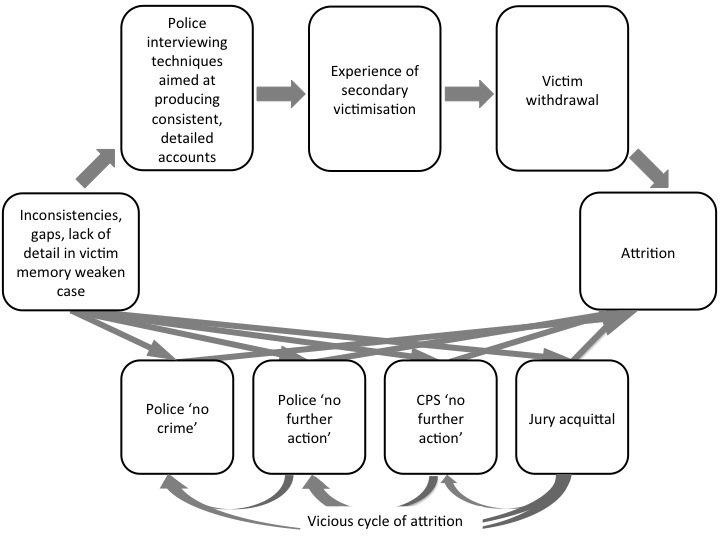 Police
interviewing
techniques
aimed at
producing
consistent,
detailed
accounts
Experience of
secondary
victimisation
Victim
withdrawal
Inconsistencies,
gaps, lack of
detail in victim
memory weaken
case
Attrition
Police ‘no
crime’
Police ‘no
further
action’
CPS ‘no
further
action’
Jury acquittal
Vicious cycle of attrition